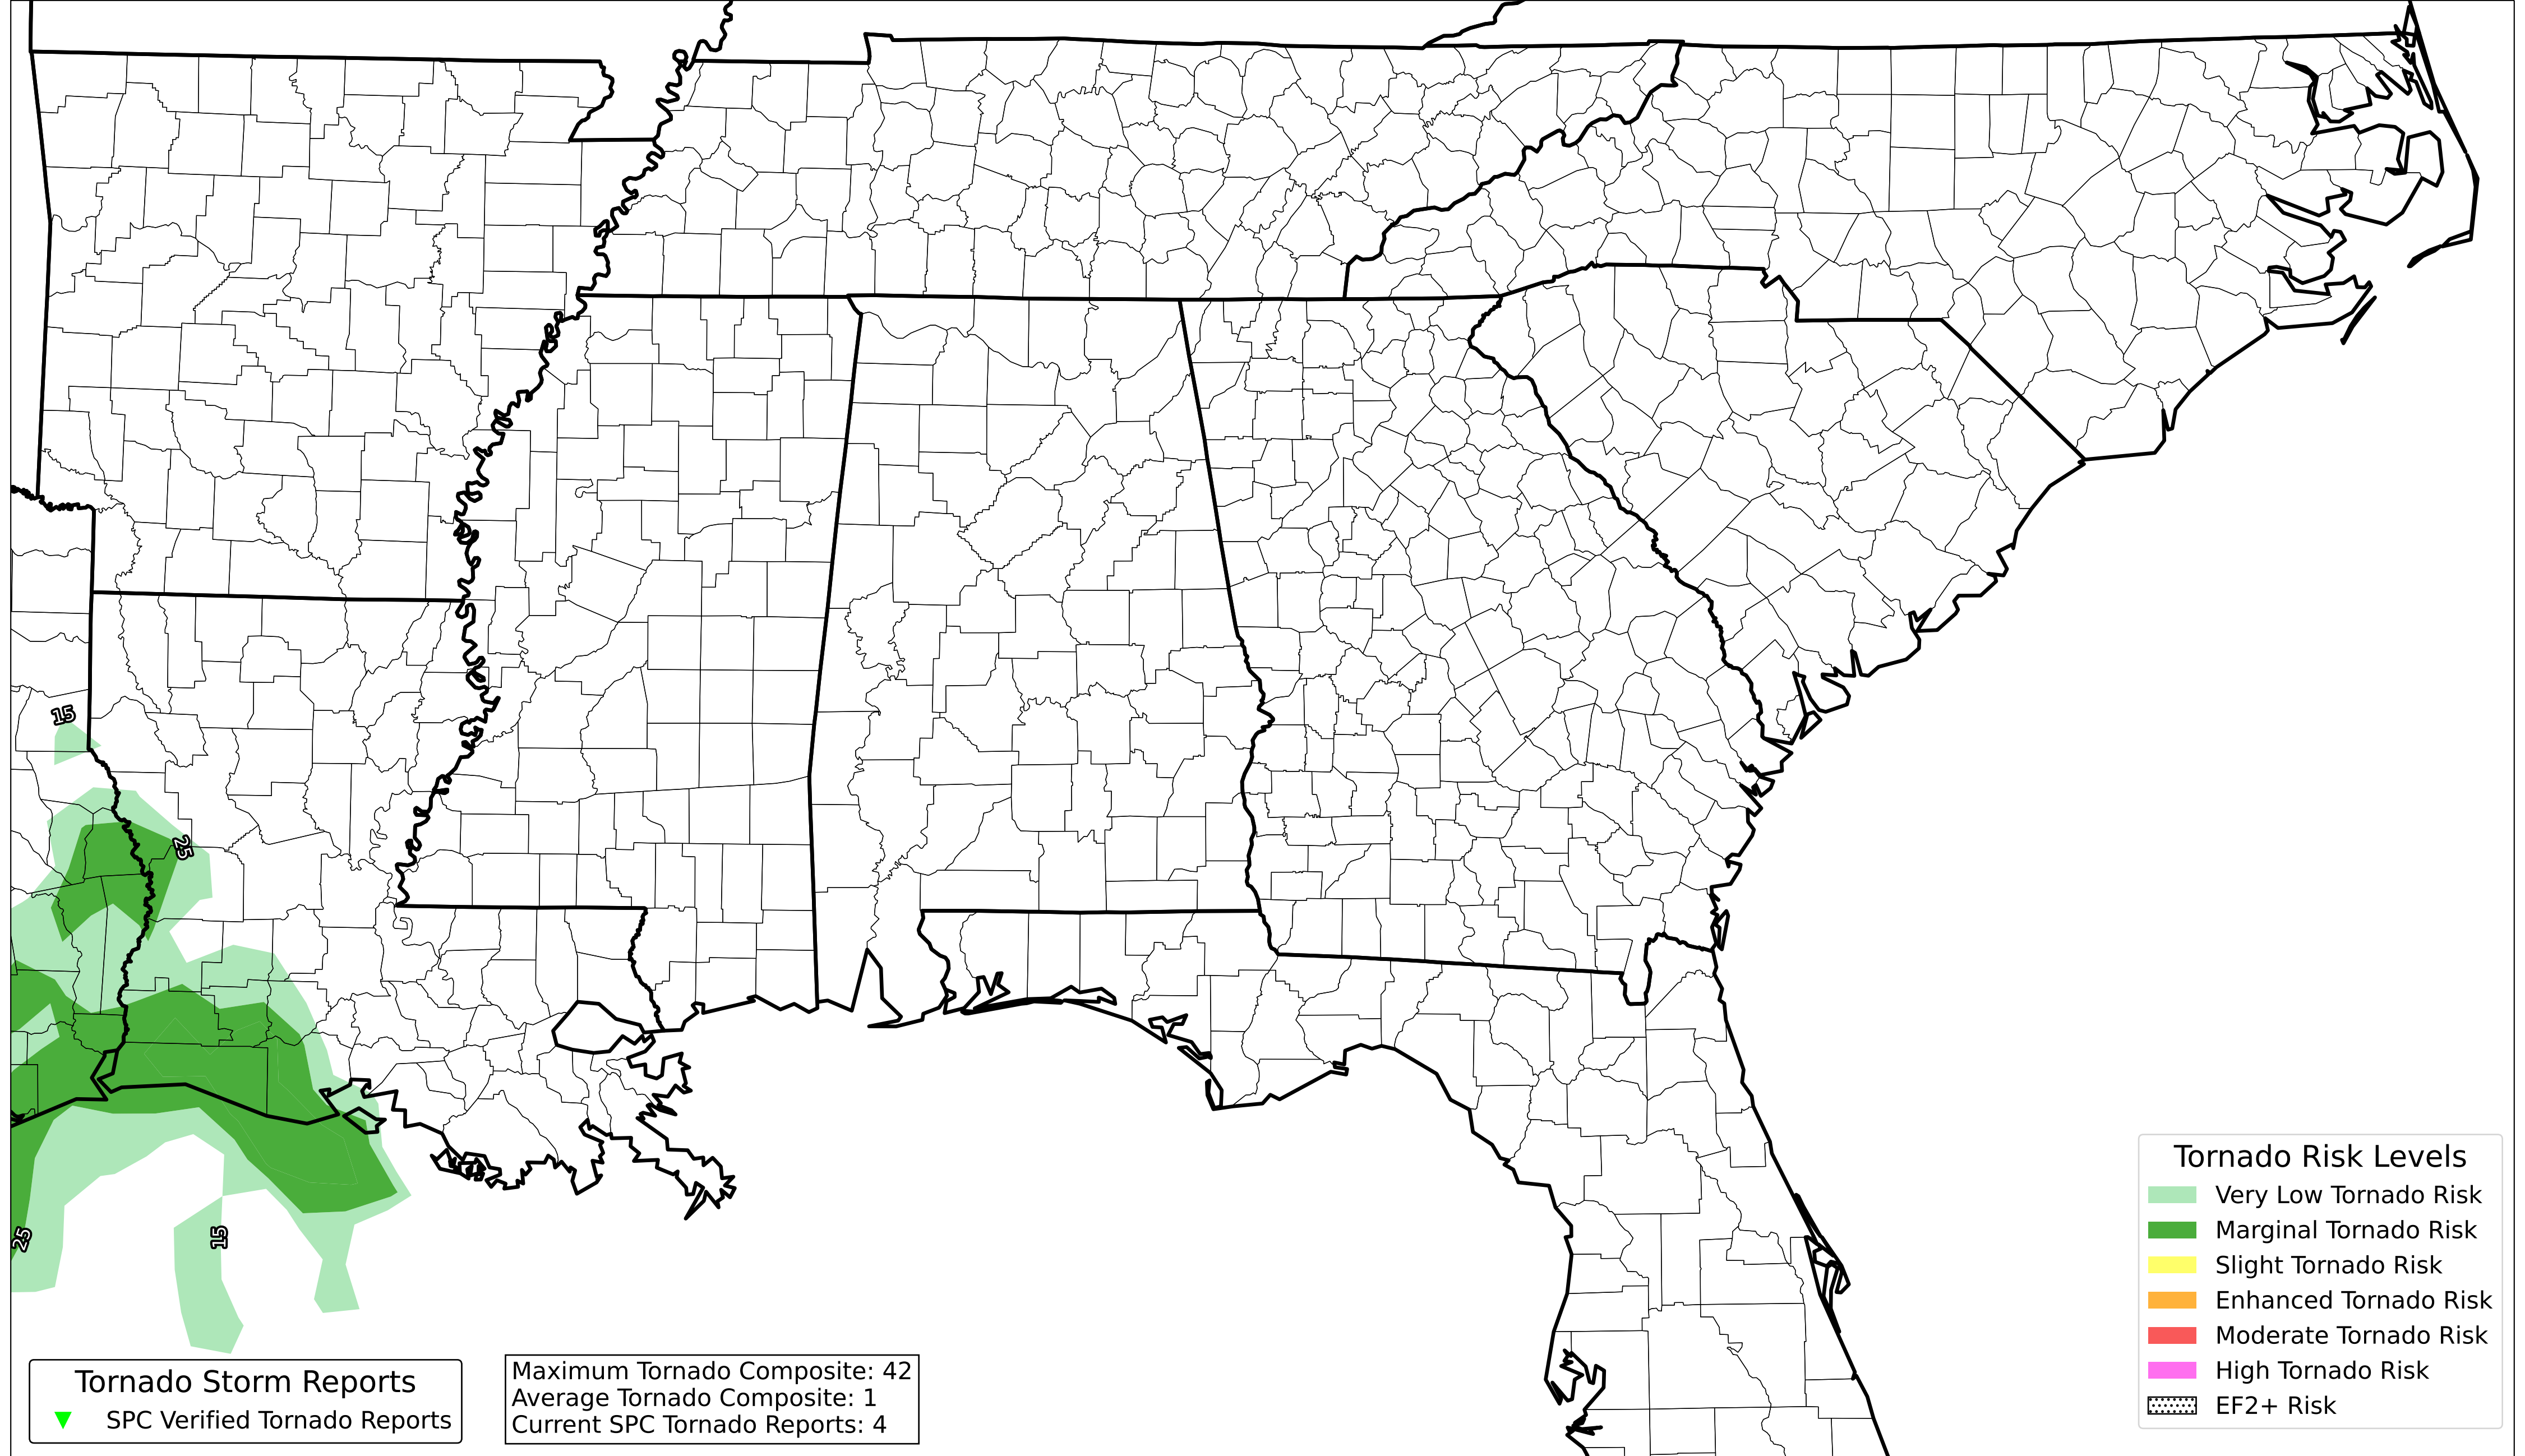 15
25
25
15
Tornado Storm Reports
SPC Verified Tornado Reports
Maximum Tornado Composite: 42
Average Tornado Composite: 1
Current SPC Tornado Reports: 4
Tornado Risk Levels
Very Low Tornado Risk
Marginal Tornado Risk
Slight Tornado Risk
Enhanced Tornado Risk
Moderate Tornado Risk
High Tornado Risk
EF2+ Risk